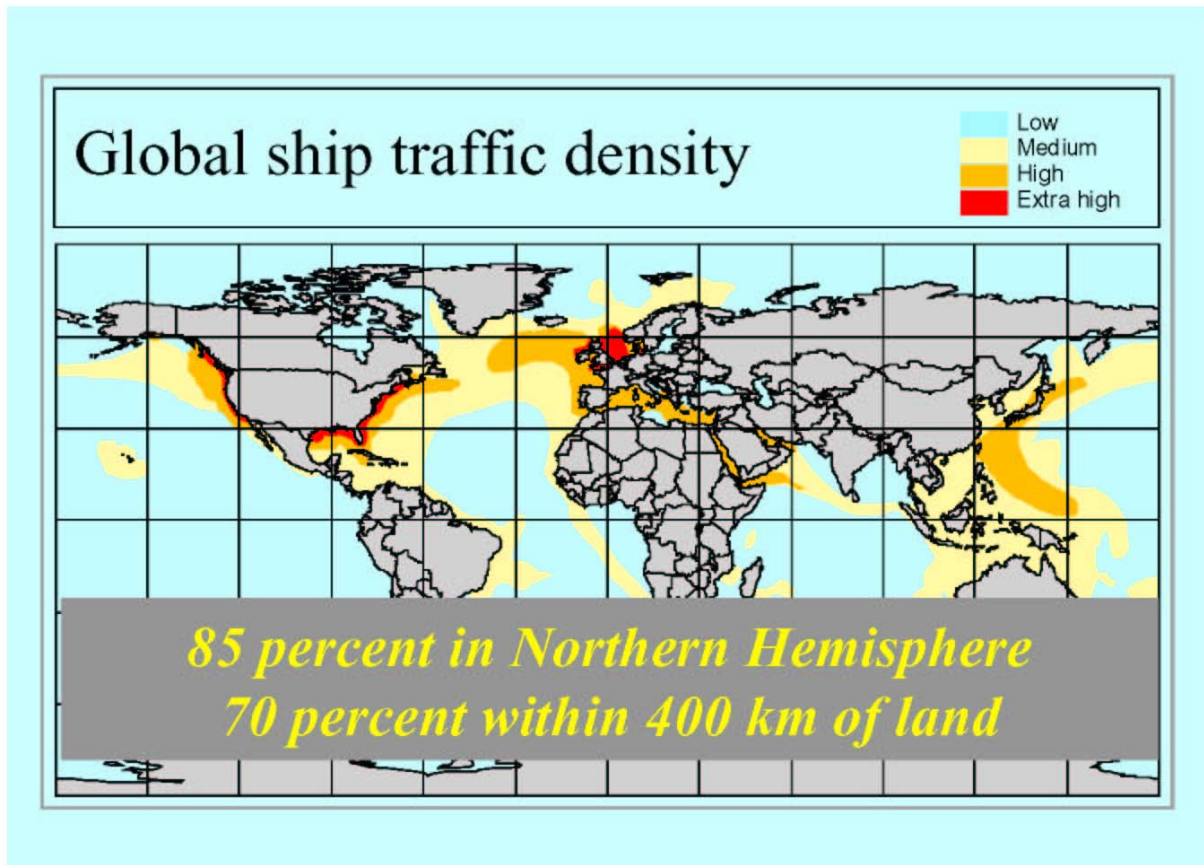 Global ship traffic density
Low
Medium
High
Extra high
85 percent in Northern Hemisphere
70 percent within 400 km of land